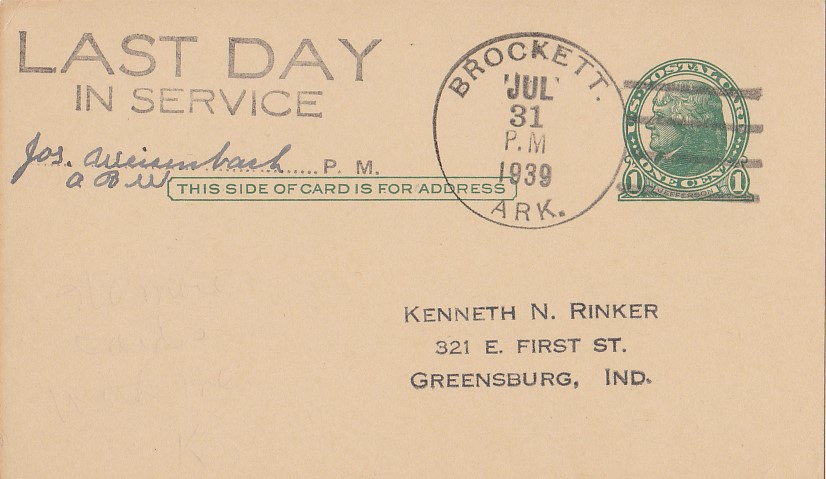 LAST DAY
IN SERVICE
Jos. Weisenbach P. M.
A B W
THIS SIDE OF CARD IS FOR ADDRESS
BROCKETT.
JUL
31
P.M
1939
ARK.
U.S. POSTAL CARD
1 ONE CENT 1
JEFFERSON
KENNETH N. RINKER
321 E. FIRST ST.
GREENSBURG, IND.